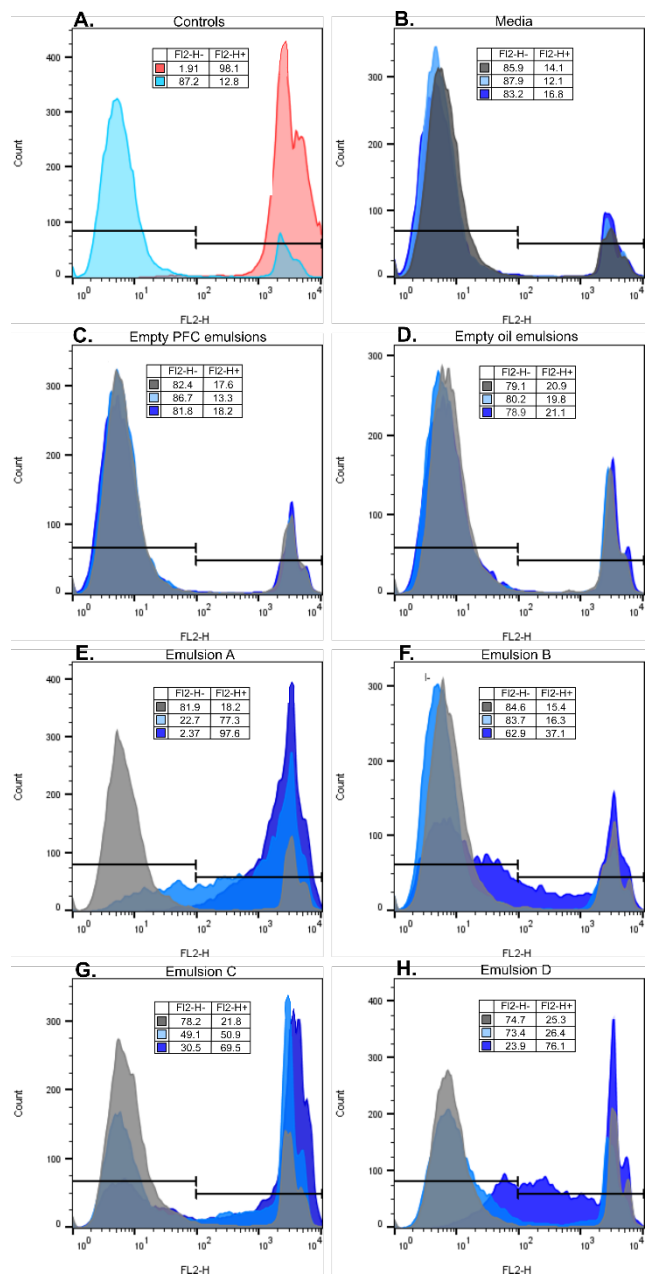 A. Controls
Fl2-H- Fl2-H+
1.91 98.1
87.2 12.8
400
300
200
100
0
Count
10^0 10^1 10^2 10^3 10^4
FL2-H
B. Media
Fl2-H- Fl2-H+
85.9 14.1
87.9 12.1
83.2 16.8
300
200
100
0
Count
10^0 10^1 10^2 10^3 10^4
FL2-H
C. Empty PFC emulsions
Fl2-H- Fl2-H+
82.4 17.6
86.7 13.3
81.8 18.2
300
200
100
0
Count
10^0 10^1 10^2 10^3 10^4
FL2-H
D. Empty oil emulsions
Fl2-H- Fl2-H+
79.1 20.9
80.2 19.8
78.9 21.1
300
200
100
0
Count
10^0 10^1 10^2 10^3 10^4
FL2-H
E. Emulsion A
Fl2-H- Fl2-H+
81.9 18.2
22.7 77.3
2.37 97.6
400
300
200
100
0
Count
10^0 10^1 10^2 10^3 10^4
FL2-H
F. Emulsion B
I-
Fl2-H- Fl2-H+
84.6 15.4
83.7 16.3
62.9 37.1
300
200
100
0
Count
10^0 10^1 10^2 10^3 10^4
FL2-H
G. Emulsion C
Fl2-H- Fl2-H+
78.2 21.8
49.1 50.9
30.5 69.5
300
200
100
0
Count
10^0 10^1 10^2 10^3 10^4
FL2-H
H. Emulsion D
Fl2-H- Fl2-H+
74.7 25.3
73.4 26.4
23.9 76.1
400
300
200
100
0
Count
10^0 10^1 10^2 10^3 10^4
FL2-H